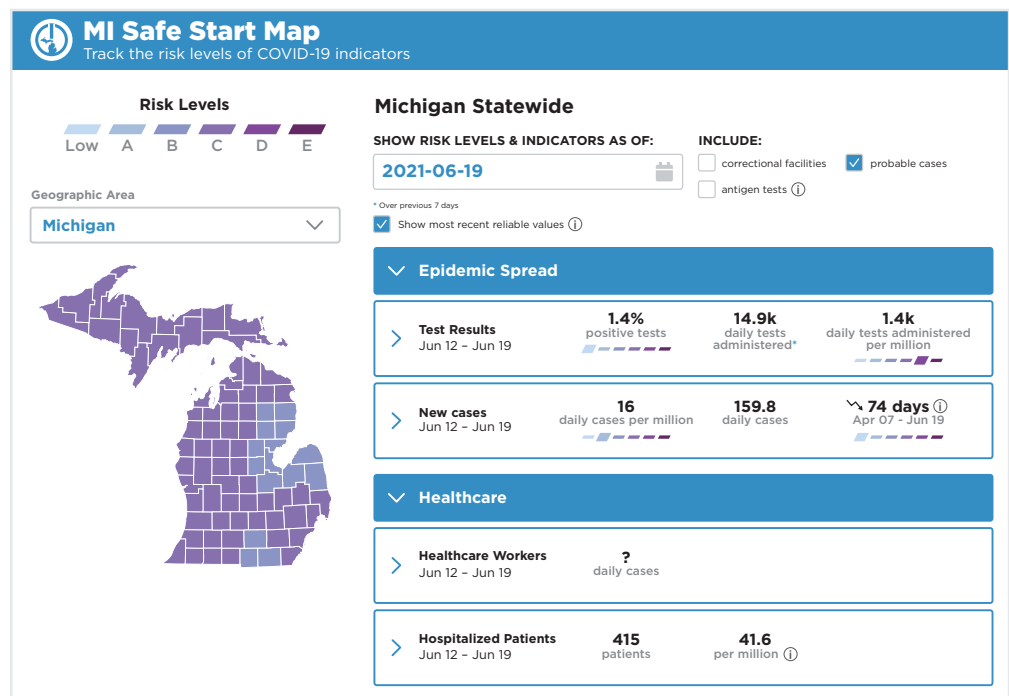 MI Safe Start Map
Track the risk levels of COVID-19 indicators
Risk Levels
Low A B C D E
Geographic Area
Michigan
Michigan Statewide
SHOW RISK LEVELS & INDICATORS AS OF:
2021-06-19
* Over previous 7 days
Show most recent reliable values
INCLUDE:
correctional facilities
probable cases
antigen tests
Epidemic Spread
Test Results
Jun 12 – Jun 19
1.4%
positive tests
14.9k
daily tests
administered*
1.4k
daily tests administered
per million
New cases
Jun 12 – Jun 19
16
daily cases per million
159.8
daily cases
74 days
Apr 07 - Jun 19
Healthcare
Healthcare Workers
Jun 12 – Jun 19
?
daily cases
Hospitalized Patients
Jun 12 – Jun 19
415
patients
41.6
per million